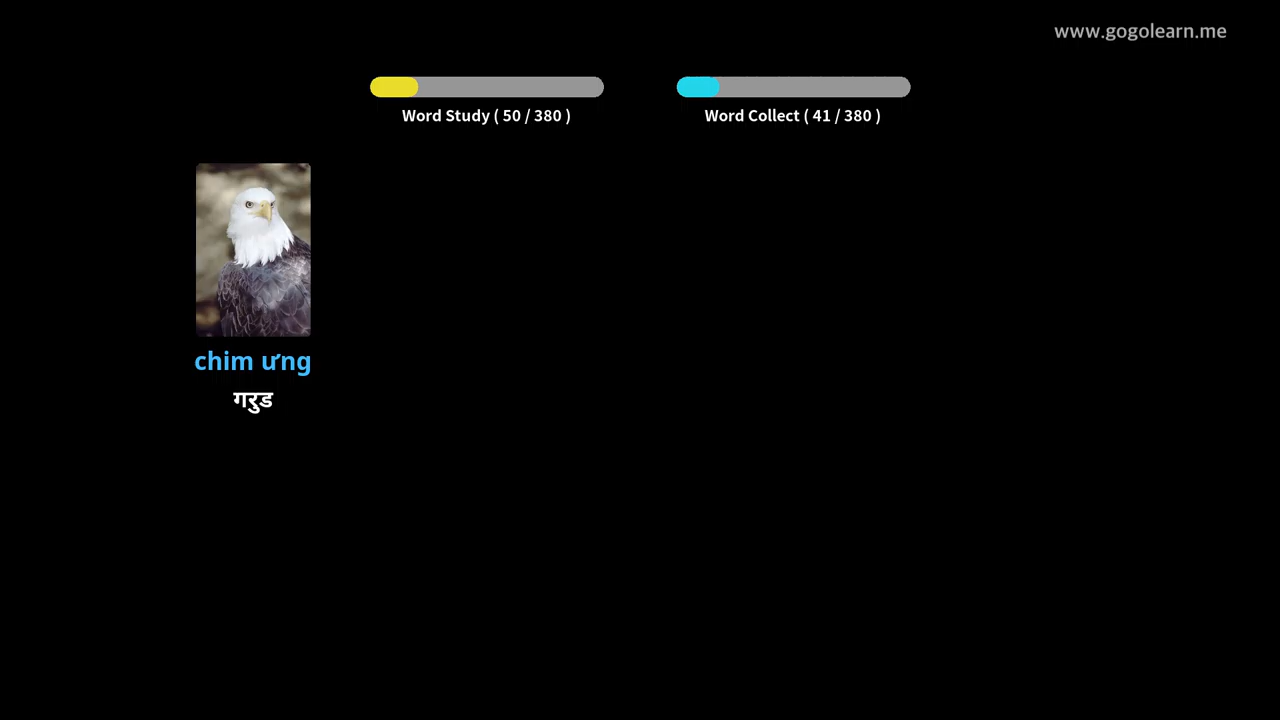 www.gogolearn.me
Word Study ( 50 / 380 )
Word Collect ( 41 / 380 )
chim ưng
गरुड